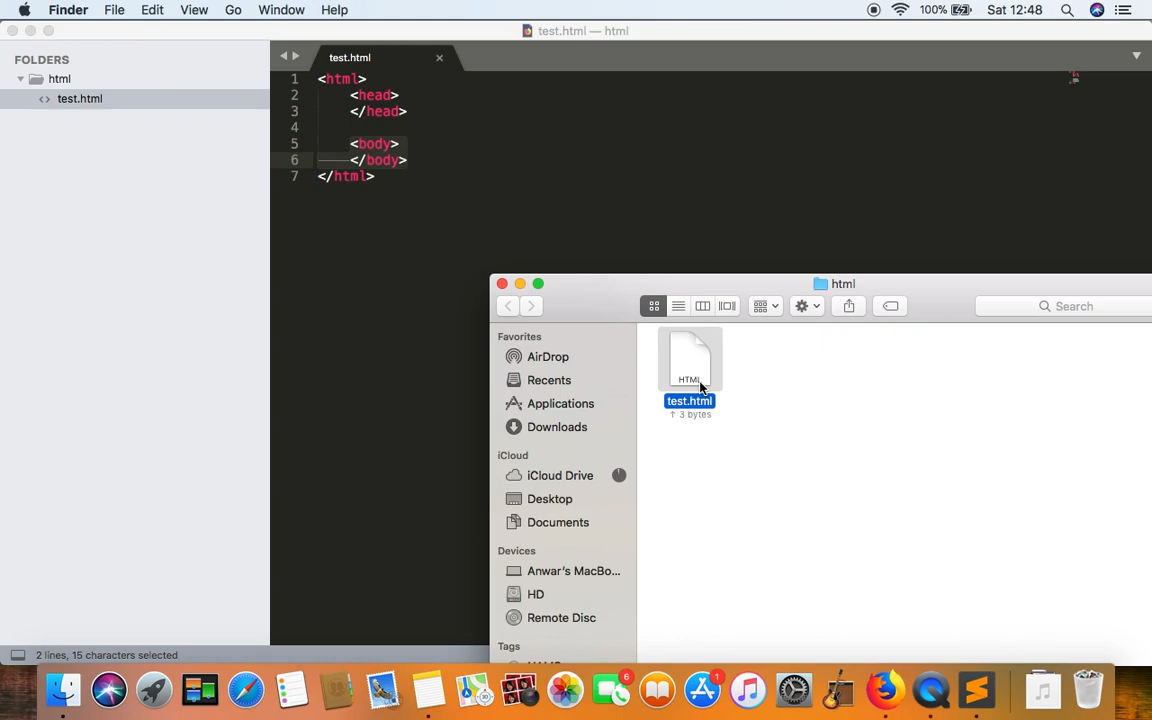 Finder File Edit View Go Window Help 100% Sat 12:48
test.html — html
FOLDERS
html
test.html
test.html
1 <html>
2 <head>
3 </head>
4
5 <body>
6 </body>
7 </html>
html
Search
Favorites
AirDrop
Recents
Applications
Downloads
iCloud
iCloud Drive
Desktop
Documents
Devices
Anwar's MacBo...
HD
Remote Disc
Tags
HTML
test.html
↑ 3 bytes
2 lines, 15 characters selected
6
1